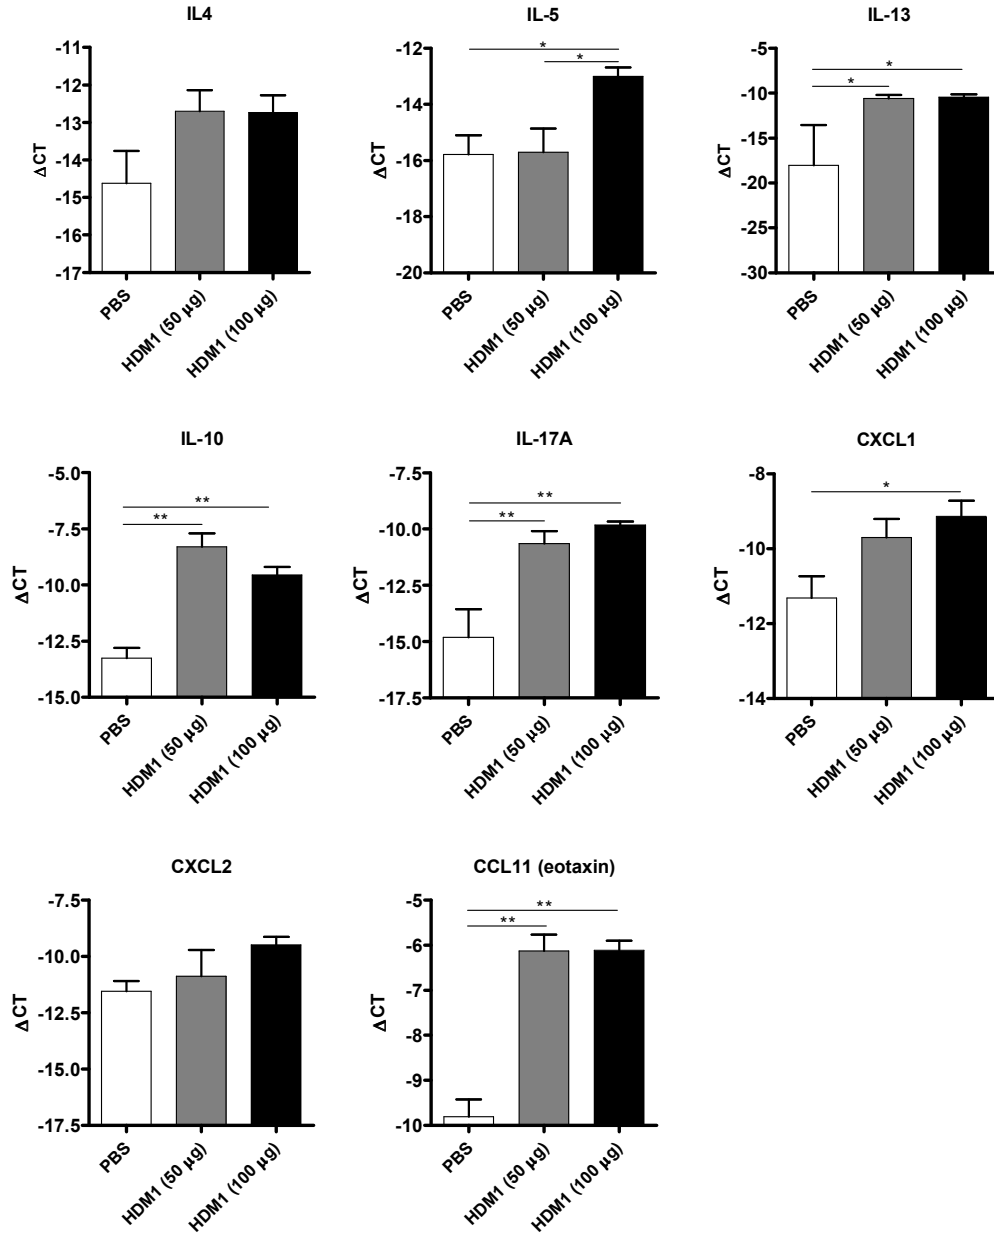 IL4
-11
-12
-13
-14
-15
-16
-17
ΔCT
PBS
HDM1 (50 µg)
HDM1 (100 µg)
IL-5
-12
-14
-16
-18
-20
ΔCT
*
*
PBS
HDM1 (50 µg)
HDM1 (100 µg)
IL-13
-5
-10
-15
-20
-25
-30
ΔCT
*
*
PBS
HDM1 (50 µg)
HDM1 (100 µg)
IL-10
-5.0
-7.5
-10.0
-12.5
-15.0
ΔCT
**
**
PBS
HDM1 (50 µg)
HDM1 (100 µg)
IL-17A
-7.5
-10.0
-12.5
-15.0
-17.5
ΔCT
**
**
PBS
HDM1 (50 µg)
HDM1 (100 µg)
CXCL1
-8
-10
-12
-14
ΔCT
*
PBS
HDM1 (50 µg)
HDM1 (100 µg)
CXCL2
-7.5
-10.0
-12.5
-15.0
-17.5
ΔCT
PBS
HDM1 (50 µg)
HDM1 (100 µg)
CCL11 (eotaxin)
-5
-6
-7
-8
-9
-10
ΔCT
**
**
PBS
HDM1 (50 µg)
HDM1 (100 µg)